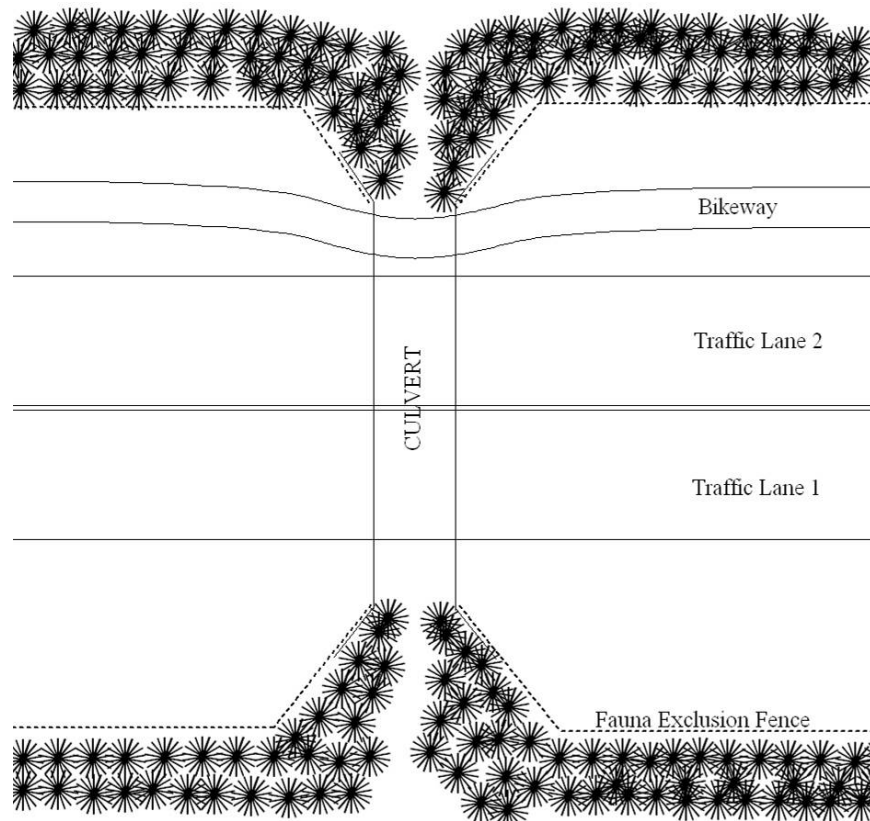 Bikeway
Traffic Lane 2
CULVERT
Traffic Lane 1
Fauna Exclusion Fence